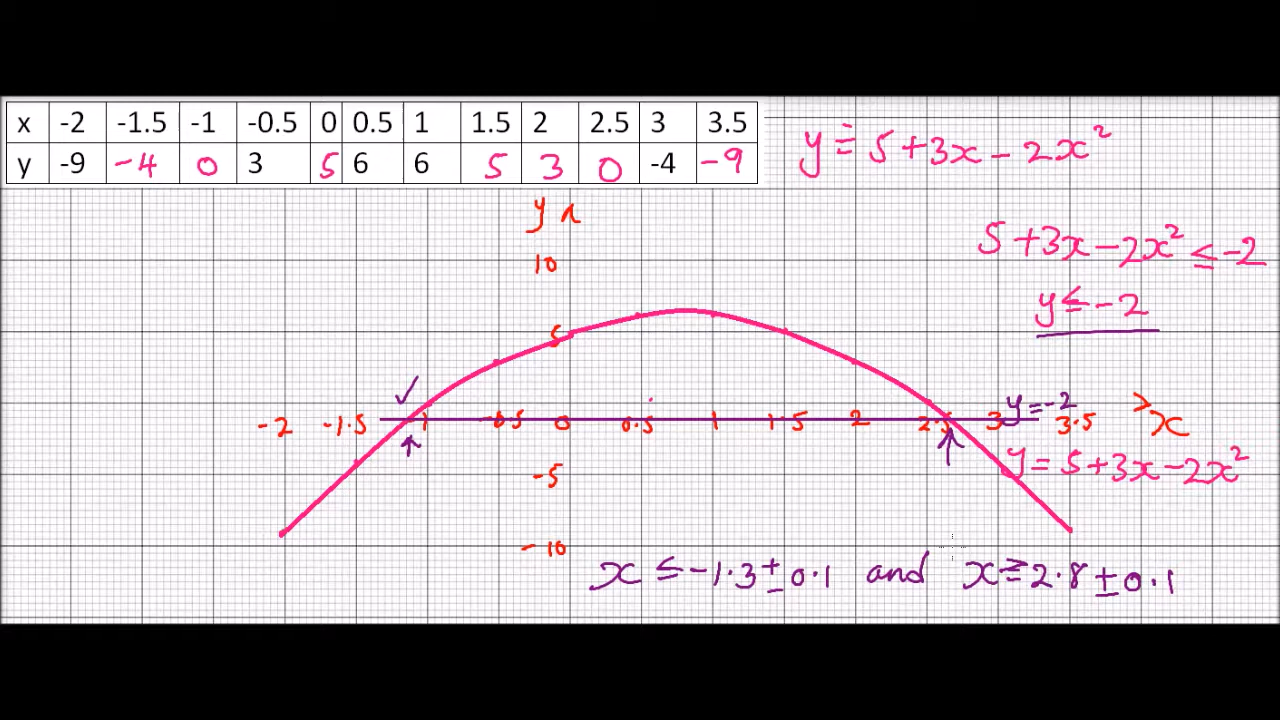 x -2 -1.5 -1 -0.5 0 0.5 1 1.5 2 2.5 3 3.5
y -9 -4 0 3 5 6 6 5 3 0 -4 -9
y = 5+3x-2x²
y
5+3x-2x² ≤ -2
10
y ≤ -2
5
y=-2
-2 -1.5 -1 -0.5 0 0.5 1 1.5 2 2.5 3 3.5 x
-5
y = 5+3x-2x²
-10
x ≤ -1.3 ± 0.1 and x ≥ 2.8 ± 0.1